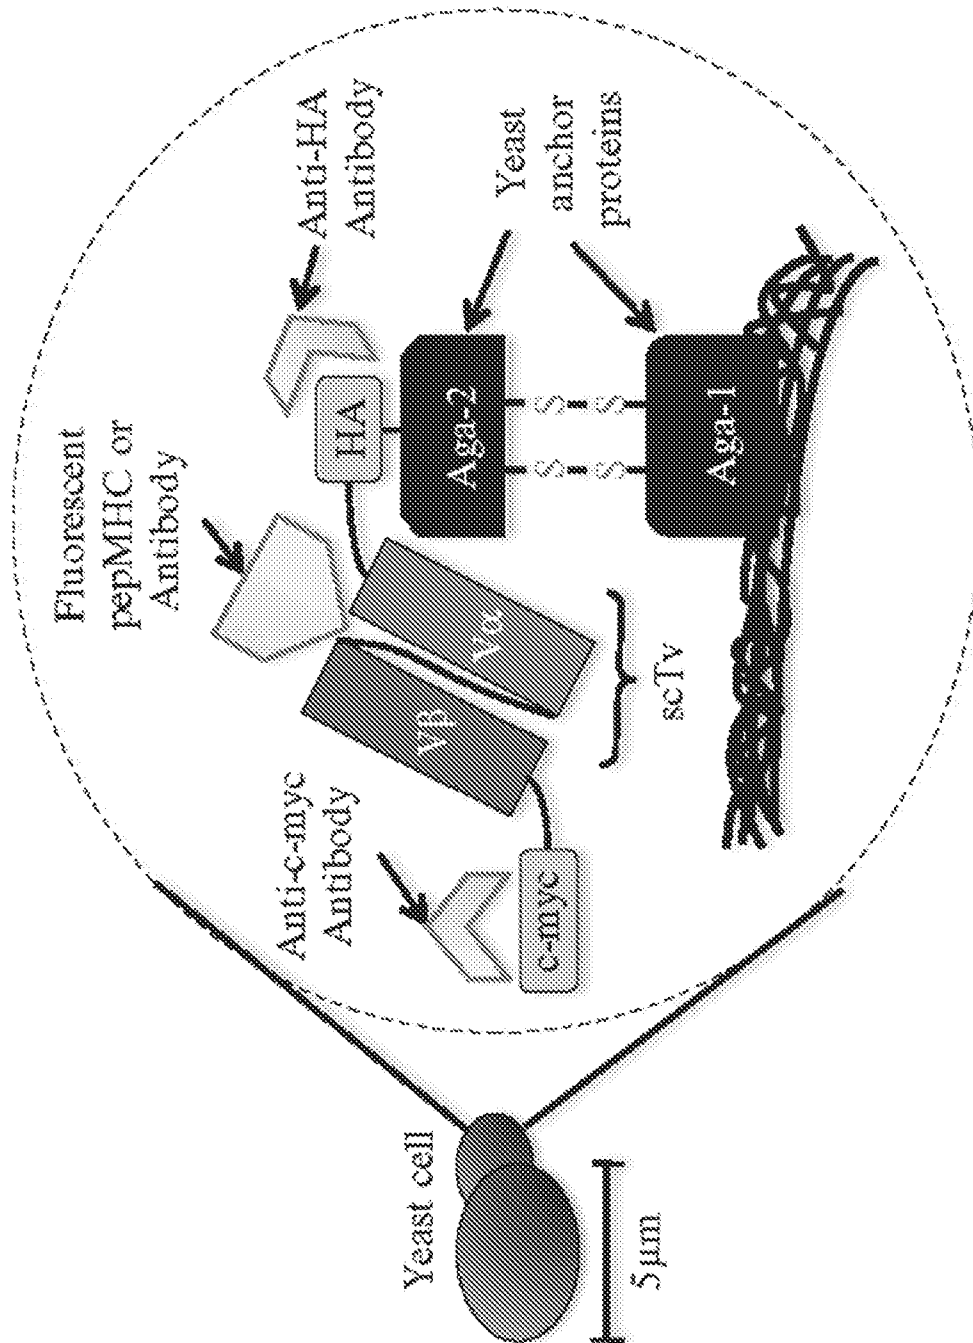 Yeast cell
5μm
Fluorescent
pepMHC or
Antibody
Anti-HA
Antibody
Anti-c-myc
Antibody
HA
Vβ
Vα
c-myc
scTv
Aga-2
S S
S S
Aga-1
Yeast
anchor
proteins